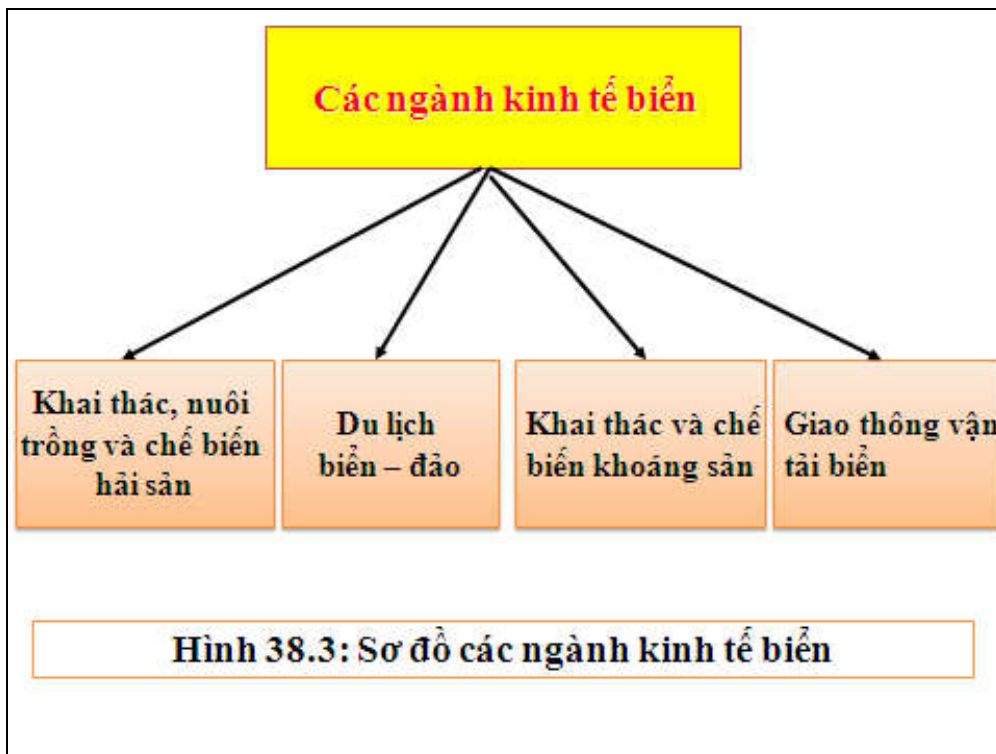 Các ngành kinh tế biển
Khai thác, nuôi
trồng và chế biến
hải sản
Du lịch
biển – đảo
Khai thác và chế
biến khoáng sản
Giao thông vận
tải biển
Hình 38.3: Sơ đồ các ngành kinh tế biển